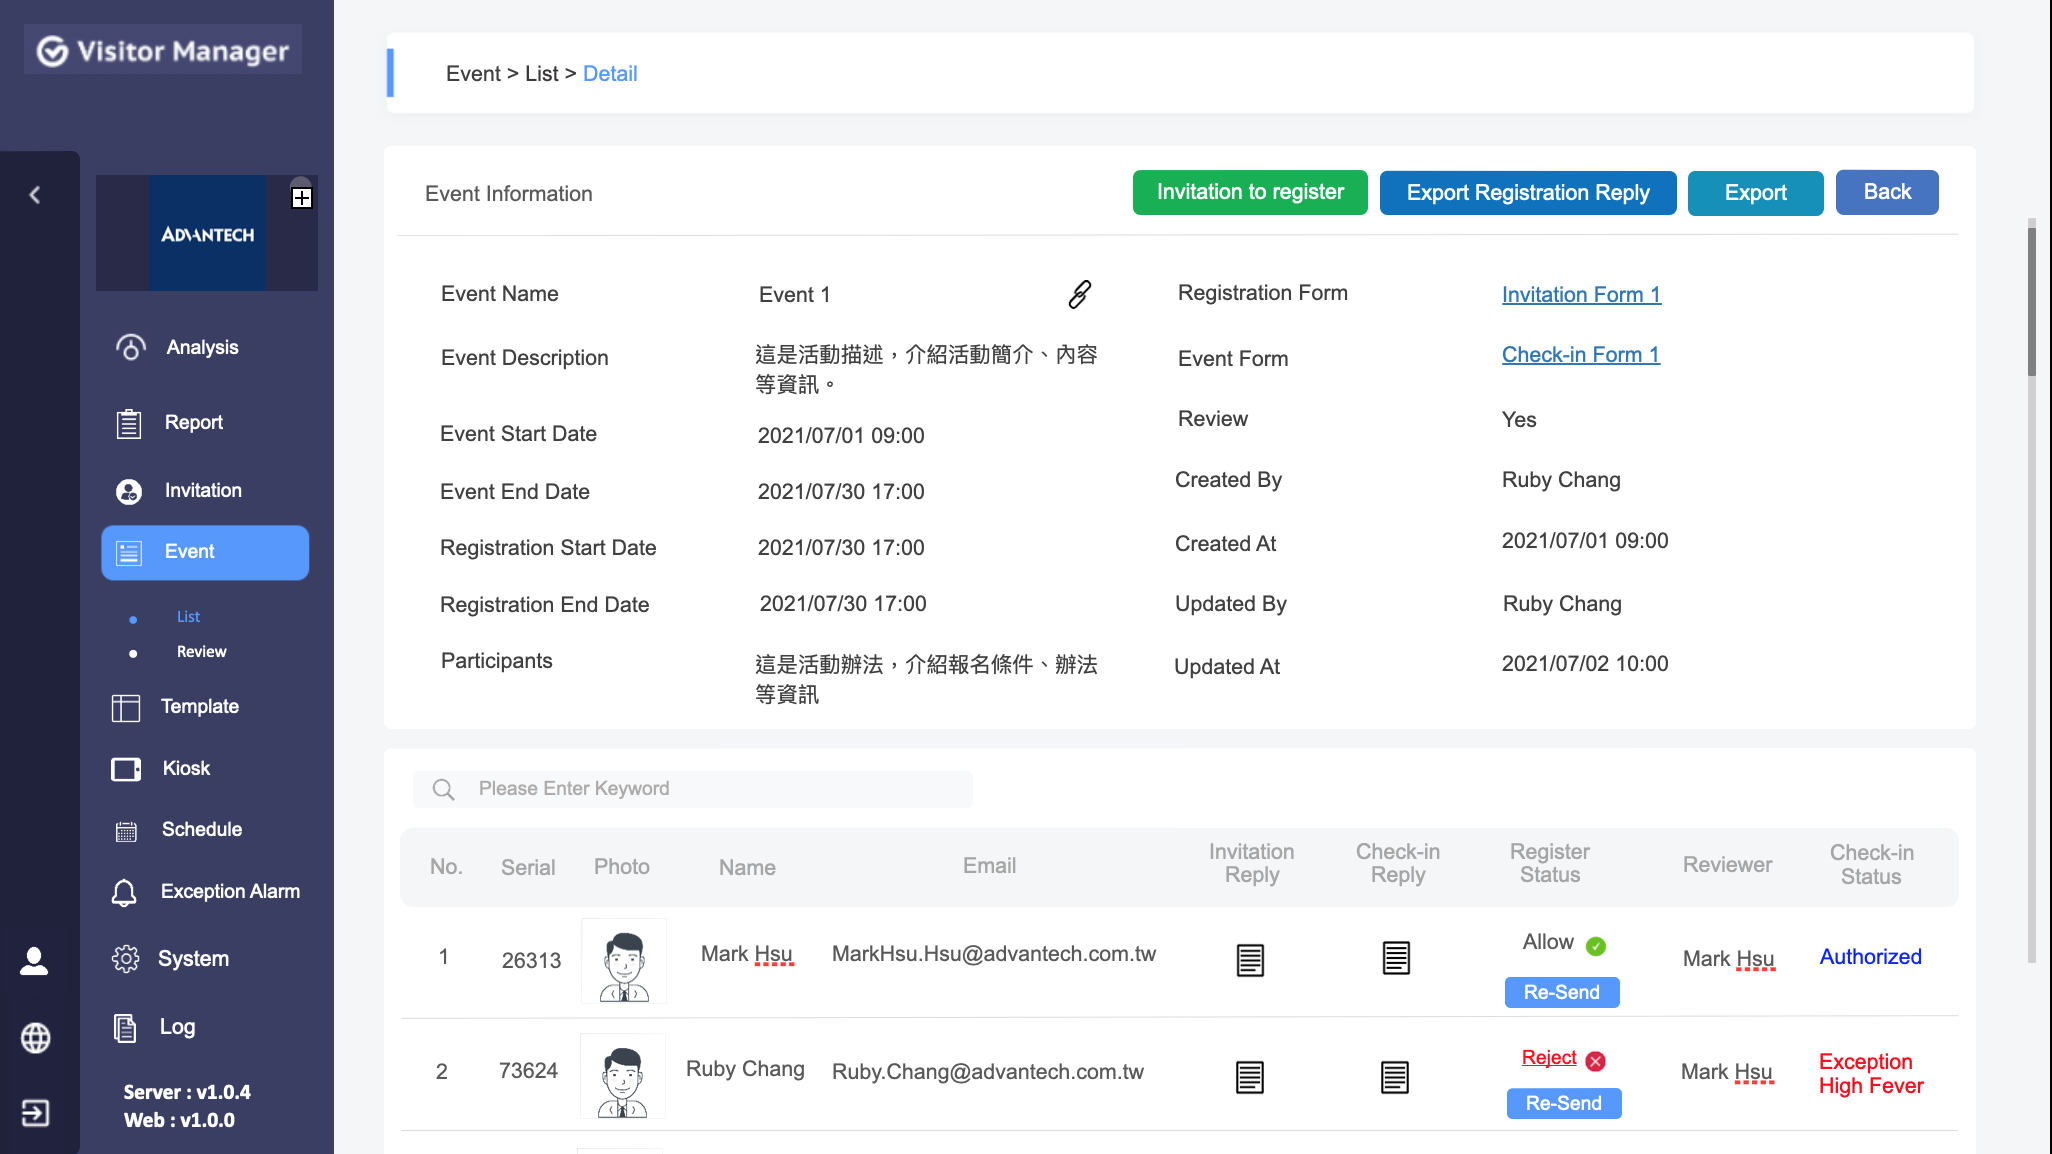 Visitor Manager
ADVANTECH
Analysis
Report
Invitation
Event
List
Review
Template
Kiosk
Schedule
Exception Alarm
System
Log
Server : v1.0.4
Web : v1.0.0
Event > List > Detail
Event Information
Invitation to register
Export Registration Reply
Export
Back
Event Name
Event 1
Registration Form
Invitation Form 1
Event Description
這是活動描述，介紹活動簡介、內容
等資訊。
Event Form
Check-in Form 1
Event Start Date
2021/07/01 09:00
Review
Yes
Event End Date
2021/07/30 17:00
Created By
Ruby Chang
Registration Start Date
2021/07/30 17:00
Created At
2021/07/01 09:00
Registration End Date
2021/07/30 17:00
Updated By
Ruby Chang
Participants
這是活動辦法，介紹報名條件、辦法
等資訊
Updated At
2021/07/02 10:00
Please Enter Keyword
No.
Serial
Photo
Name
Email
Invitation
Reply
Check-in
Reply
Register
Status
Reviewer
Check-in
Status
1
26313
Mark Hsu
MarkHsu.Hsu@advantech.com.tw
Allow
Re-Send
Mark Hsu
Authorized
2
73624
Ruby Chang
Ruby.Chang@advantech.com.tw
Reject
Re-Send
Mark Hsu
Exception
High Fever